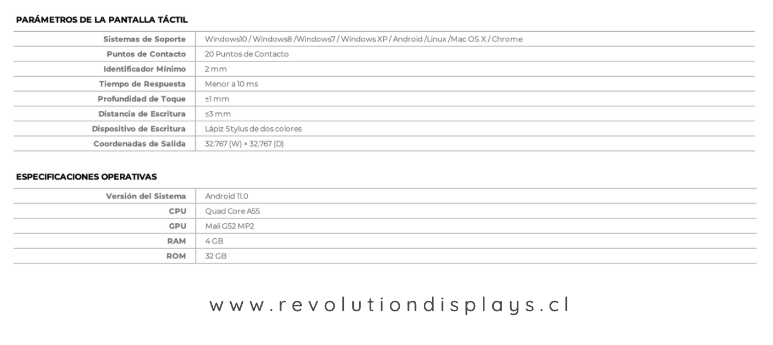 PARÁMETROS DE LA PANTALLA TÁCTIL
Sistemas de Soporte Windows10 / Windows8 /Windows7 / Windows XP / Android /Linux /Mac OS X / Chrome
Puntos de Contacto 20 Puntos de Contacto
Identificador Mínimo 2 mm
Tiempo de Respuesta Menor a 10 ms
Profundidad de Toque ±1 mm
Distancia de Escritura ≤3 mm
Dispositivo de Escritura Lápiz Stylus de dos colores
Coordenadas de Salida 32.767 (W) × 32.767 (D)
ESPECIFICACIONES OPERATIVAS
Versión del Sistema Android 11.0
CPU Quad Core A55
GPU Mali G52 MP2
RAM 4 GB
ROM 32 GB
www.revolutiondisplays.cl